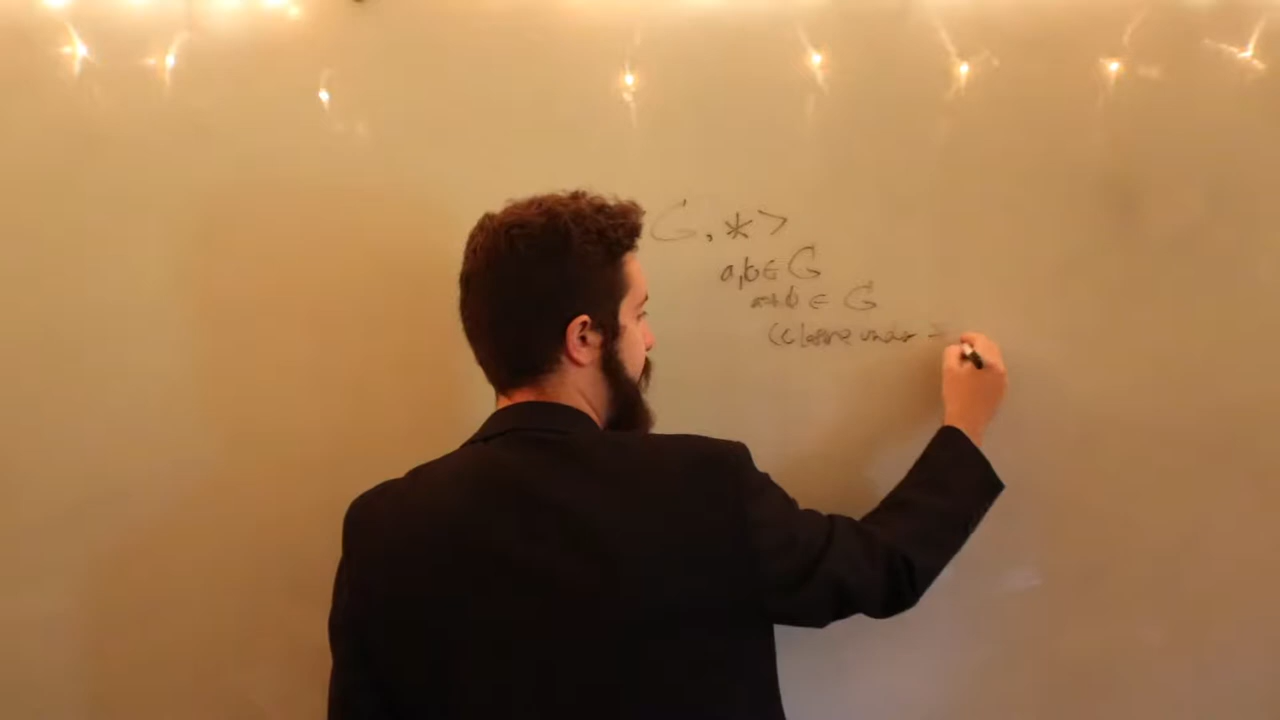 G, *>
a,b ∈ G
a*b ∈ G
(closure under